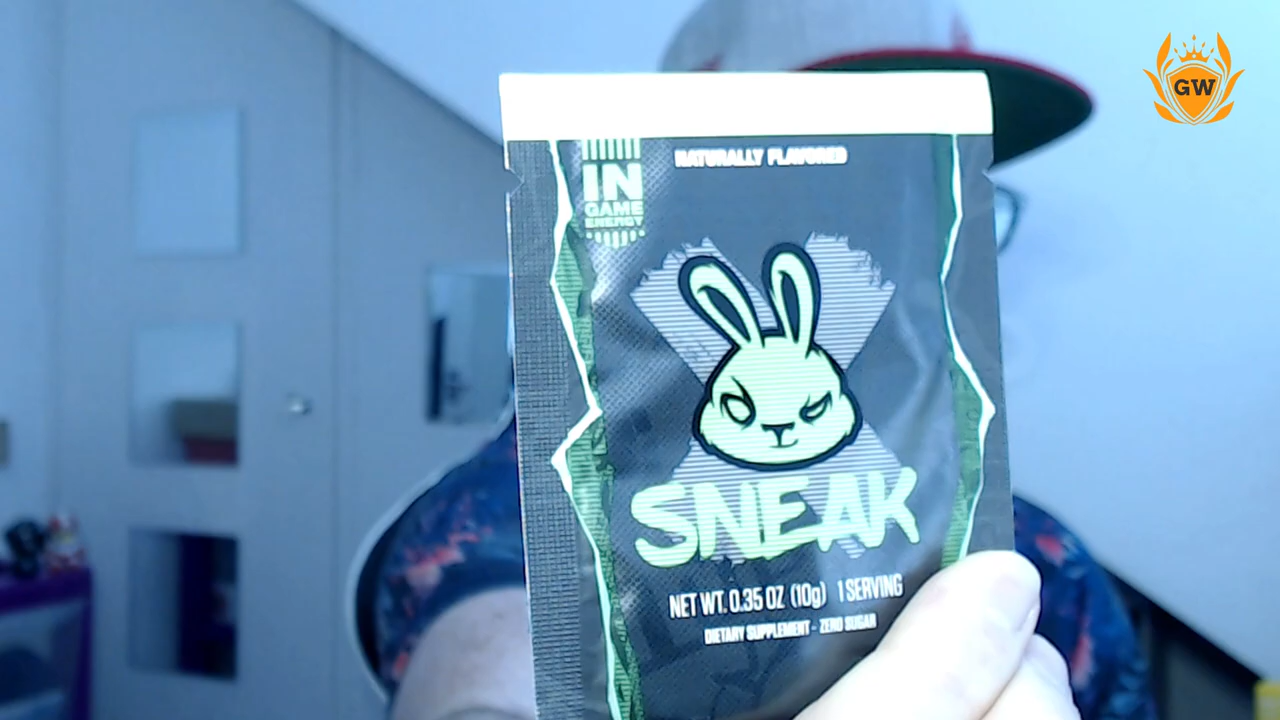 GW
NATURALLY FLAVORED
IN
GAME
ENERGY
SNEAK
NET WT. 0.35 OZ (10g) 1 SERVING
DIETARY SUPPLEMENT - ZERO SUGAR